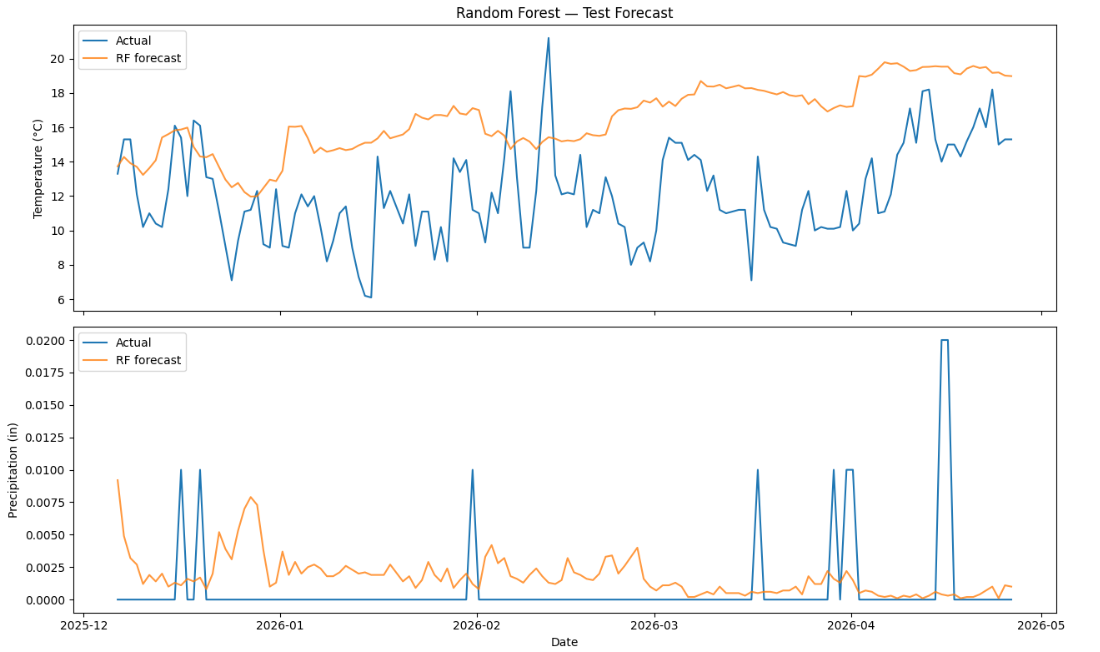 Random Forest — Test Forecast
Actual
RF forecast
Temperature (°C)
20
18
16
14
12
10
8
6
Actual
RF forecast
Precipitation (in)
0.0200
0.0175
0.0150
0.0125
0.0100
0.0075
0.0050
0.0025
0.0000
2025-12 2026-01 2026-02 2026-03 2026-04 2026-05
Date